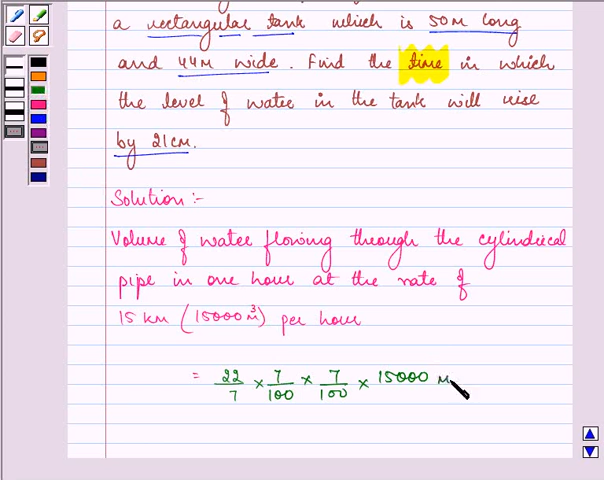 a rectangular tank which is 50M long
and 44M wide. Find the time in which
the level of water in the tank will rise
by 21cm.
Solution:-
Volume of water flowing through the cylindrical
pipe in one hour at the rate of
15 KM (15000 M³) per hour
= 22/7 × 7/100 × 7/100 × 15000 M